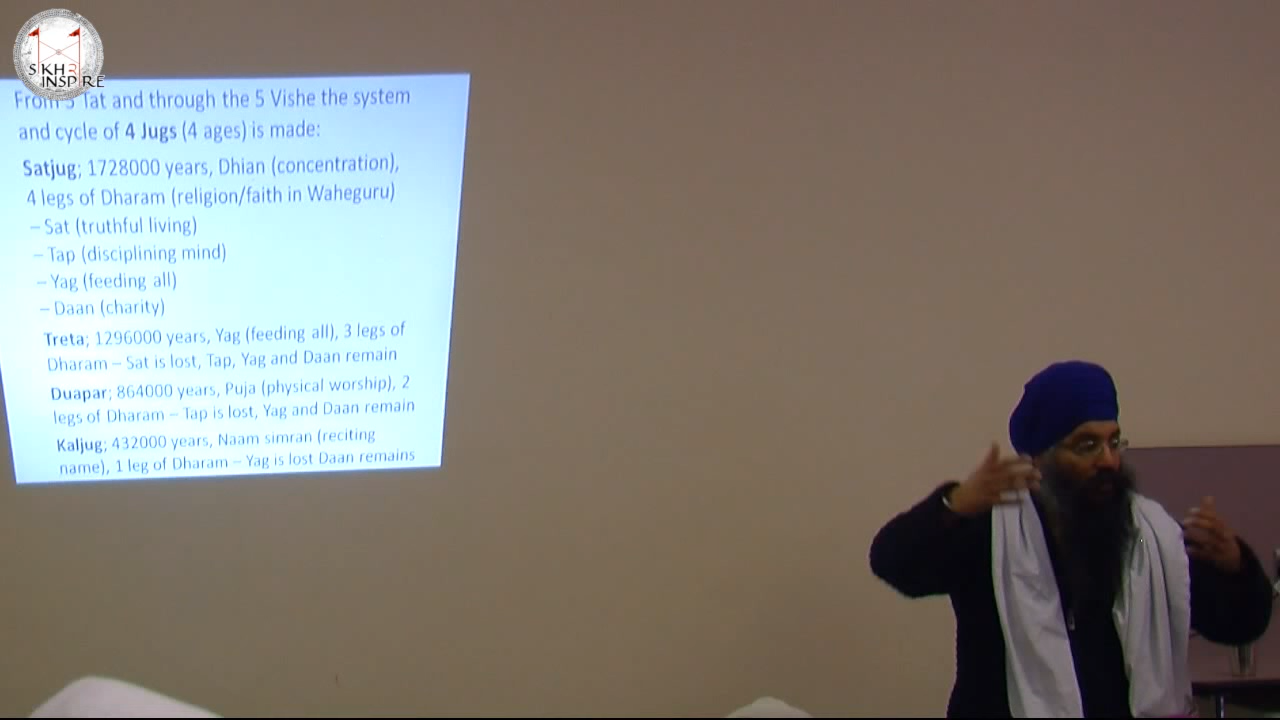 SIKH
INSPIRE
From 5 Tat and through the 5 Vishe the system
and cycle of 4 Jugs (4 ages) is made:
Satjug; 1728000 years, Dhian (concentration),
4 legs of Dharam (religion/faith in Waheguru)
– Sat (truthful living)
– Tap (disciplining mind)
– Yag (feeding all)
– Daan (charity)
Treta; 1296000 years, Yag (feeding all), 3 legs of
Dharam – Sat is lost, Tap, Yag and Daan remain
Duapar; 864000 years, Puja (physical worship), 2
legs of Dharam – Tap is lost, Yag and Daan remain
Kaljug; 432000 years, Naam simran (reciting
name), 1 leg of Dharam – Yag is lost Daan remains